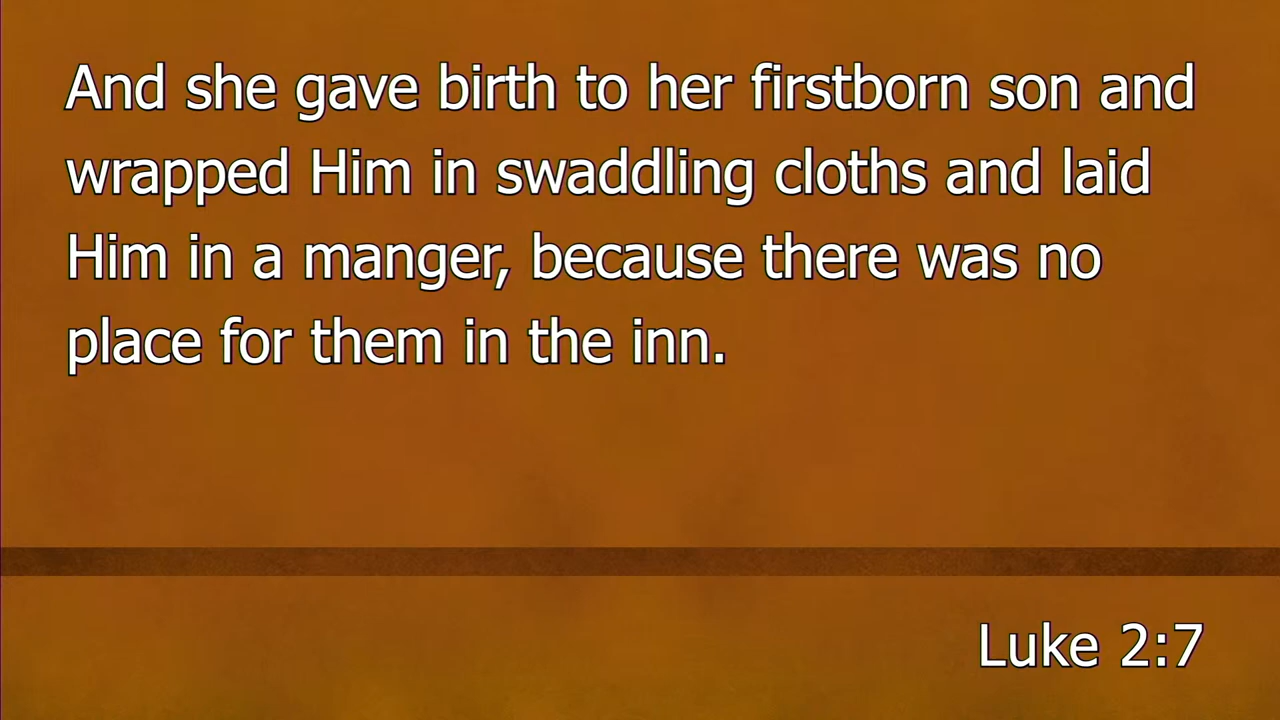 And she gave birth to her firstborn son and
wrapped Him in swaddling cloths and laid
Him in a manger, because there was no
place for them in the inn.
Luke 2:7